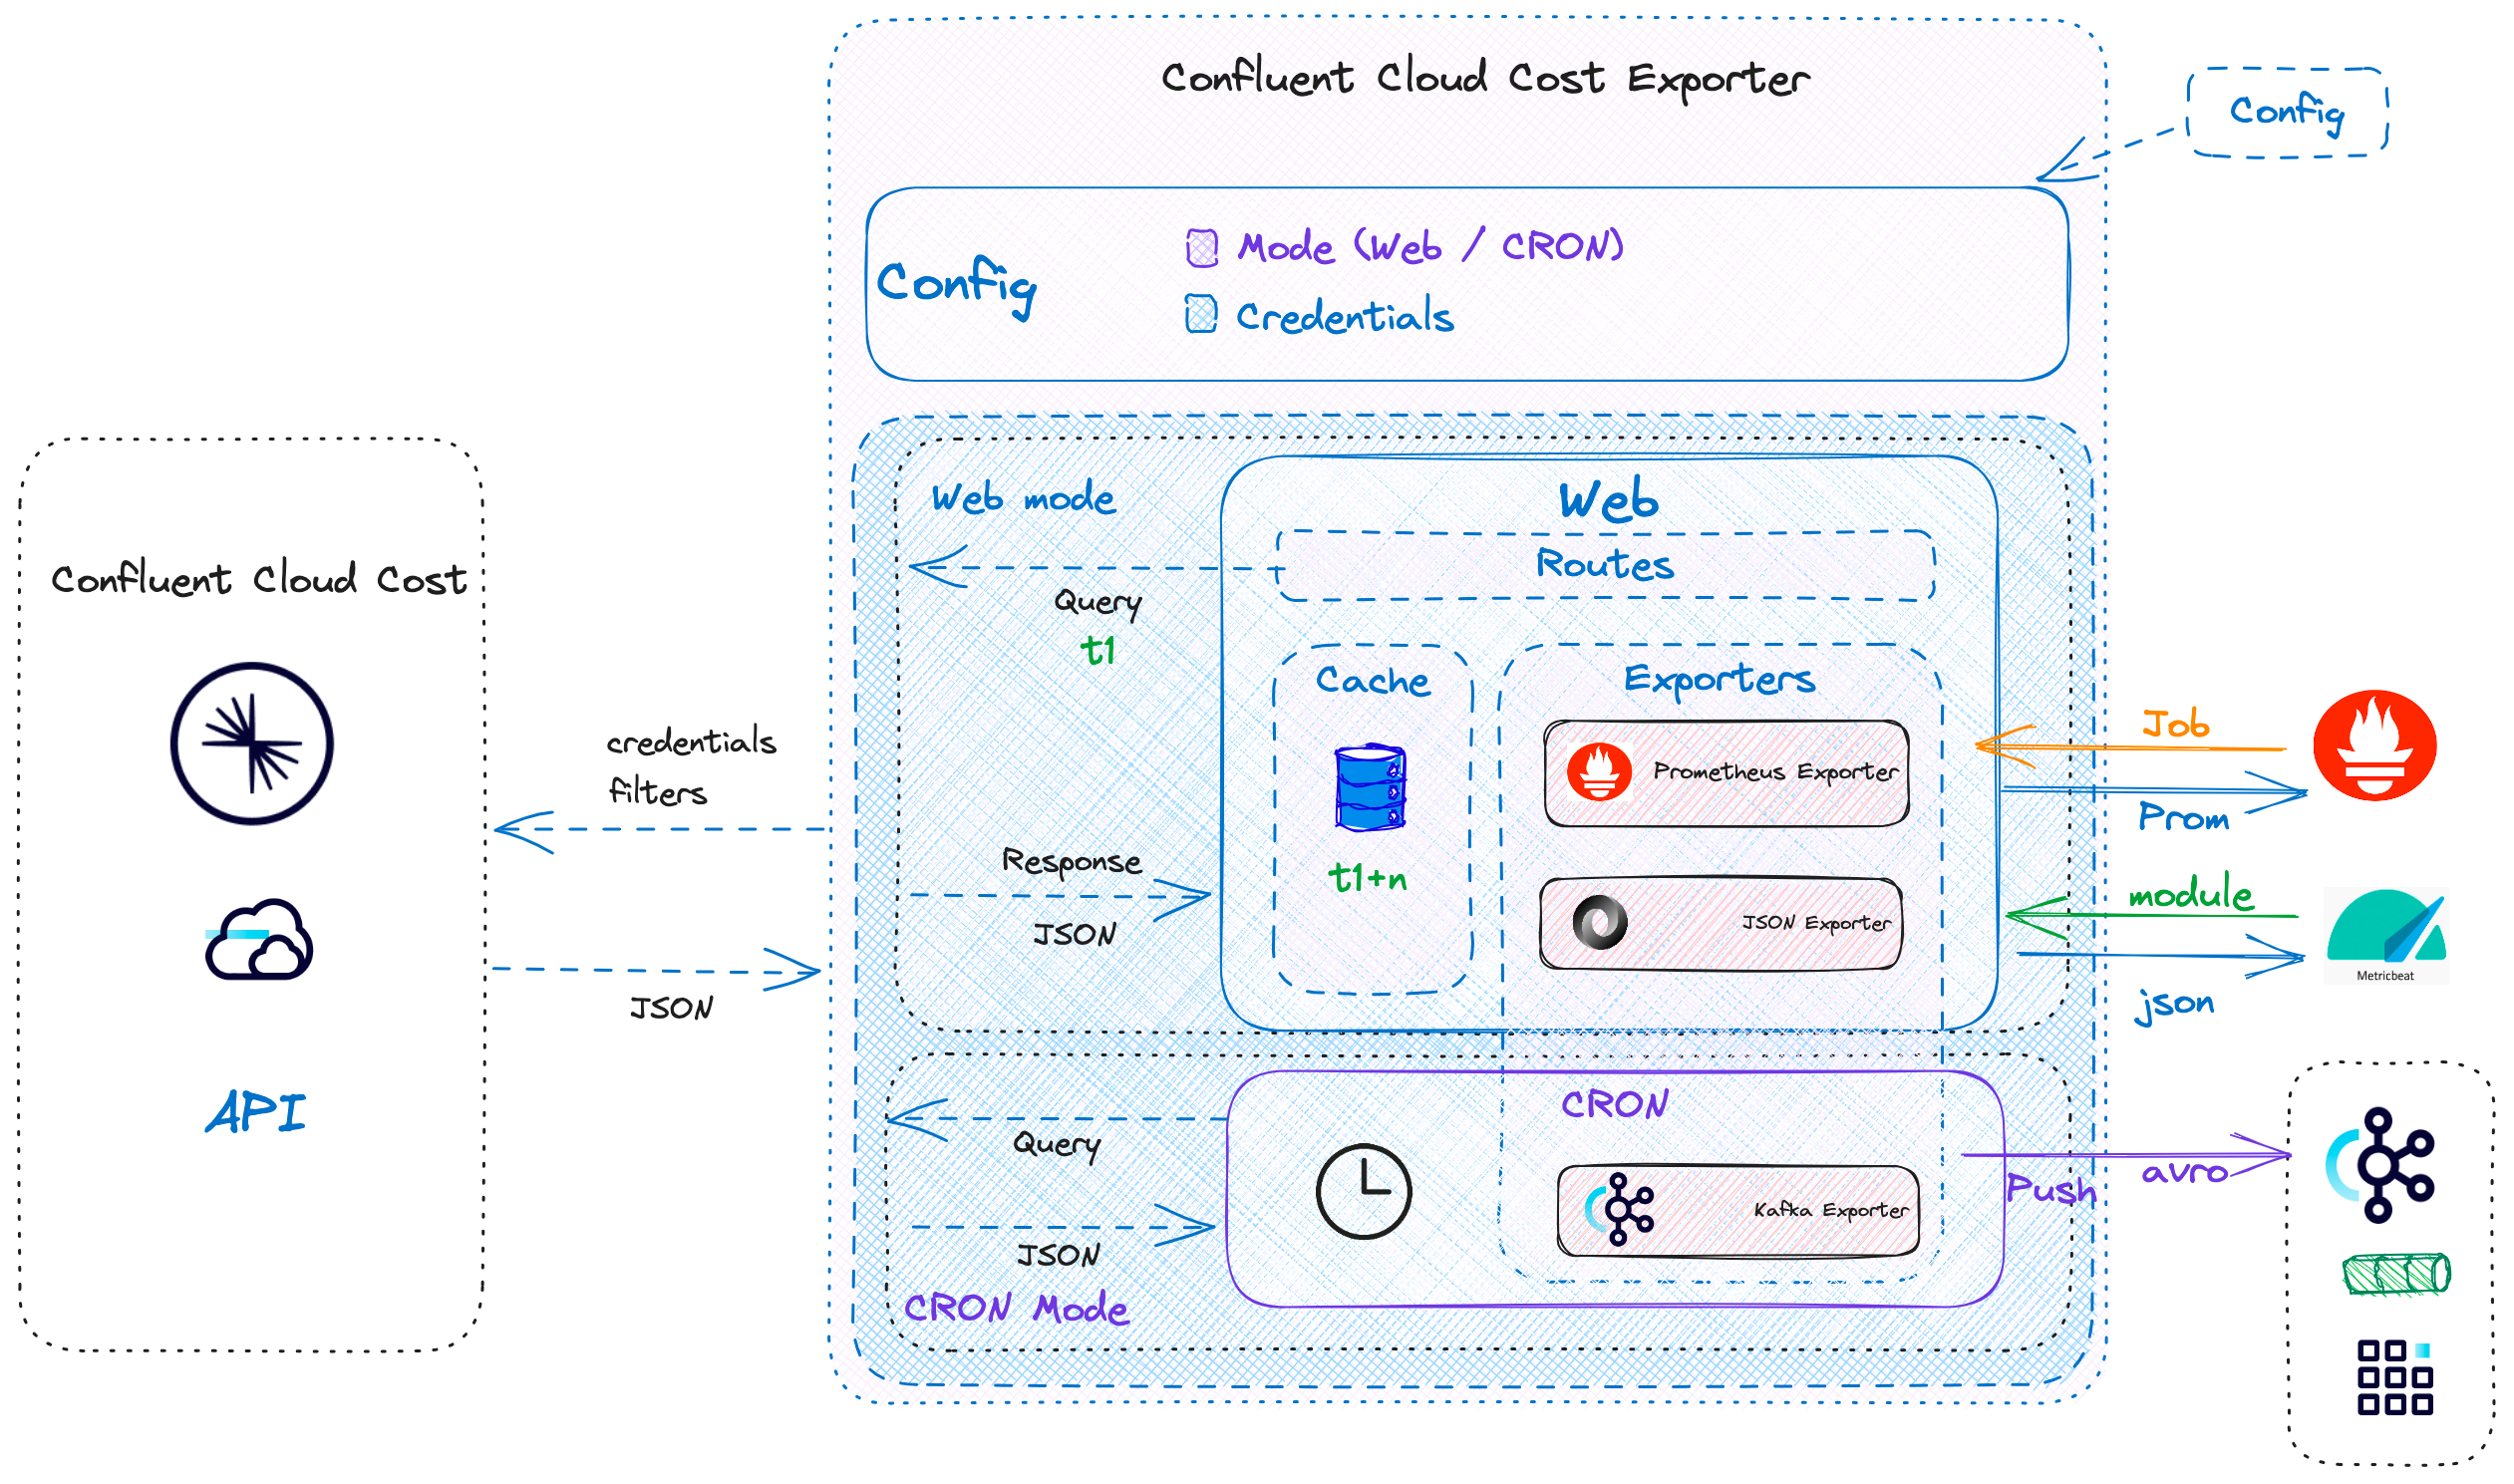 Confluent Cloud Cost Exporter
Config
Config
Mode (Web / CRON)
Credentials
Confluent Cloud Cost
API
credentials
filters
JSON
Web mode
Query
t1
Response
JSON
Web
Routes
Cache
t1+n
Exporters
Prometheus Exporter
JSON Exporter
Job
Prom
module
json
Metricbeat
Query
JSON
CRON Mode
CRON
Kafka Exporter
Push
avro